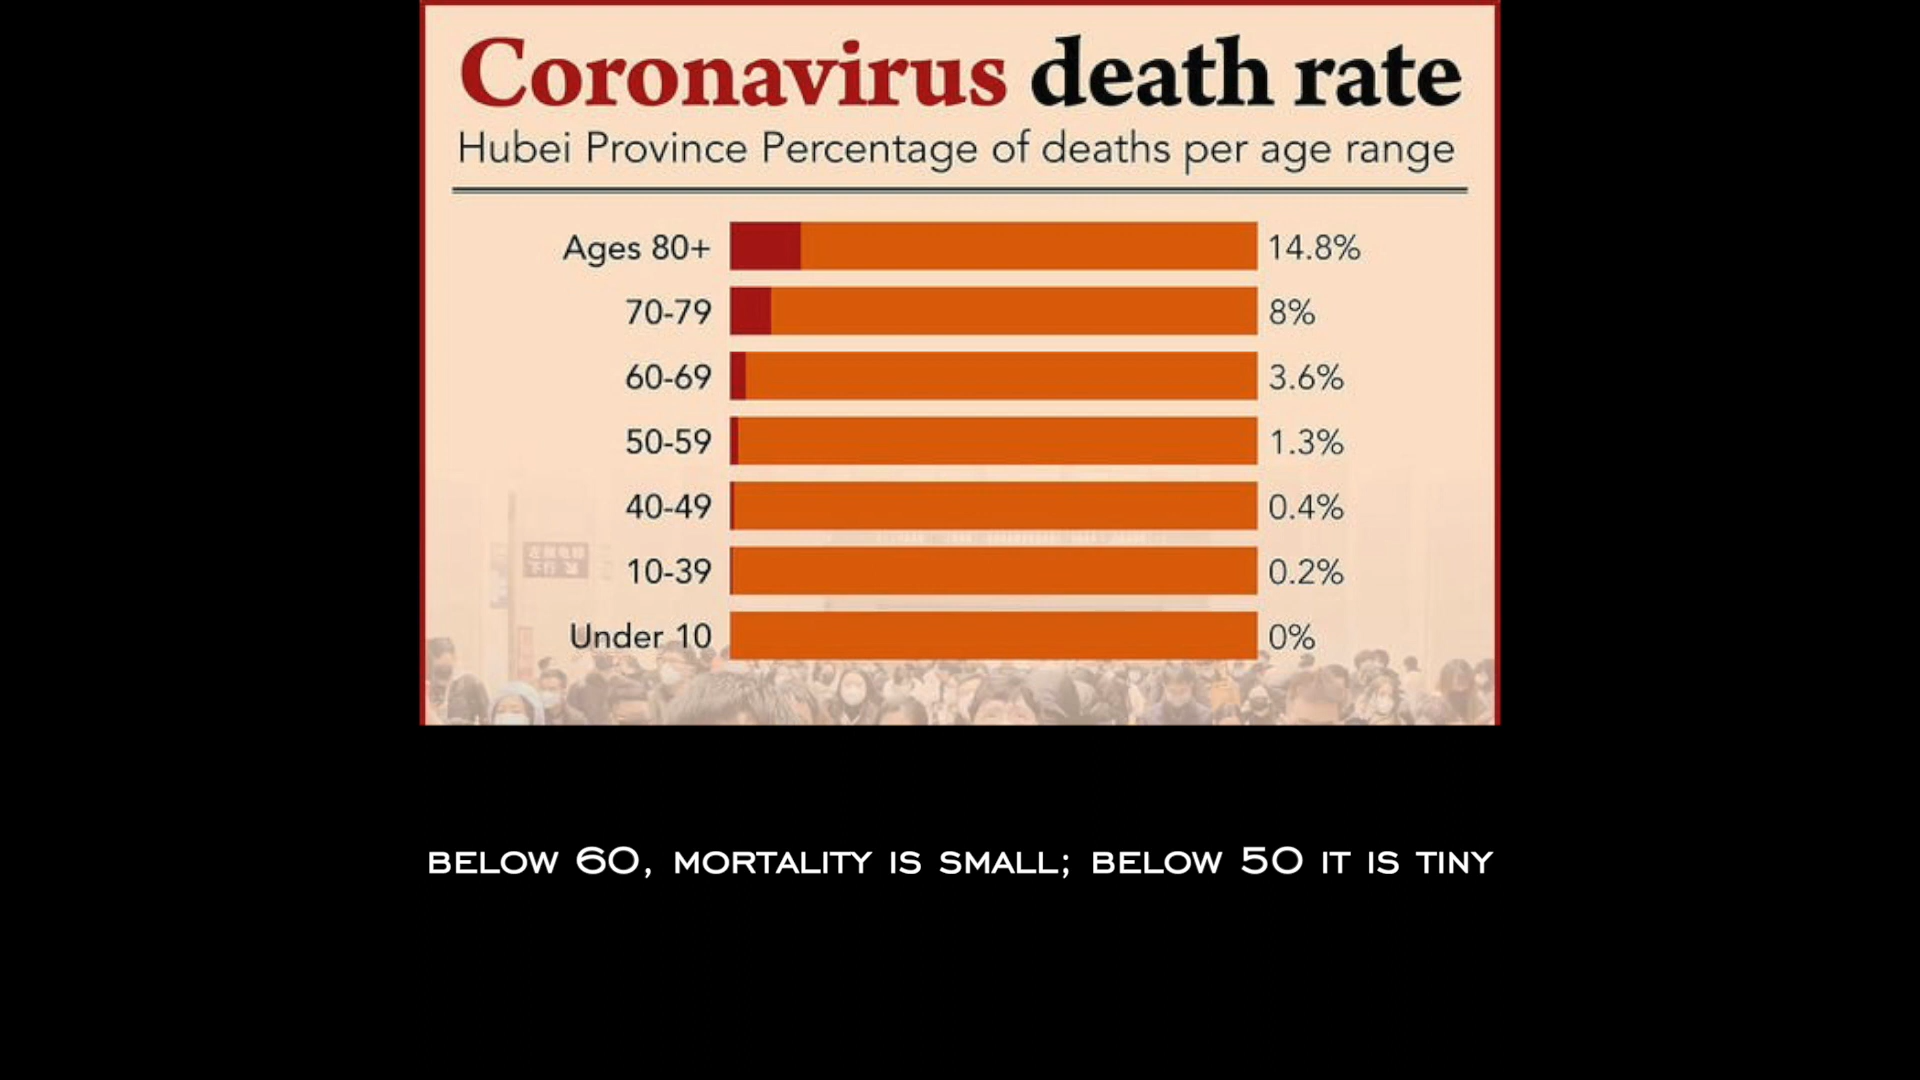 Coronavirus death rate
Hubei Province Percentage of deaths per age range
Ages 80+ 14.8%
70-79 8%
60-69 3.6%
50-59 1.3%
40-49 0.4%
10-39 0.2%
Under 10 0%
BELOW 60, MORTALITY IS SMALL; BELOW 50 IT IS TINY